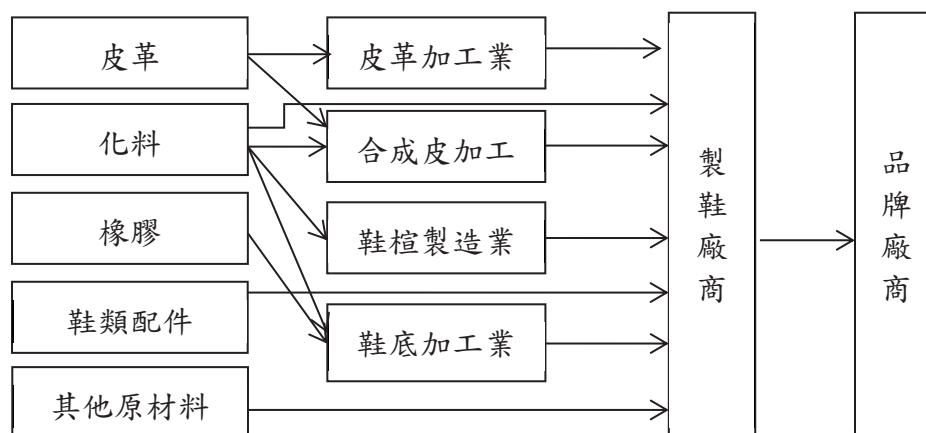 皮革
化料
橡膠
鞋類配件
其他原材料
皮革加工業
合成皮加工
鞋楦製造業
鞋底加工業
製鞋廠商
品牌廠商